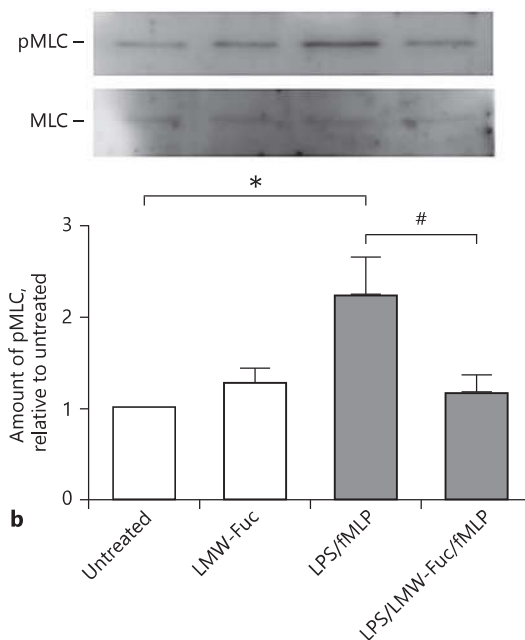 pMLC –
MLC –
*
#
3
2
1
0
Amount of pMLC,
relative to untreated
b
Untreated
LMW-Fuc
LPS/fMLP
LPS/LMW-Fuc/fMLP